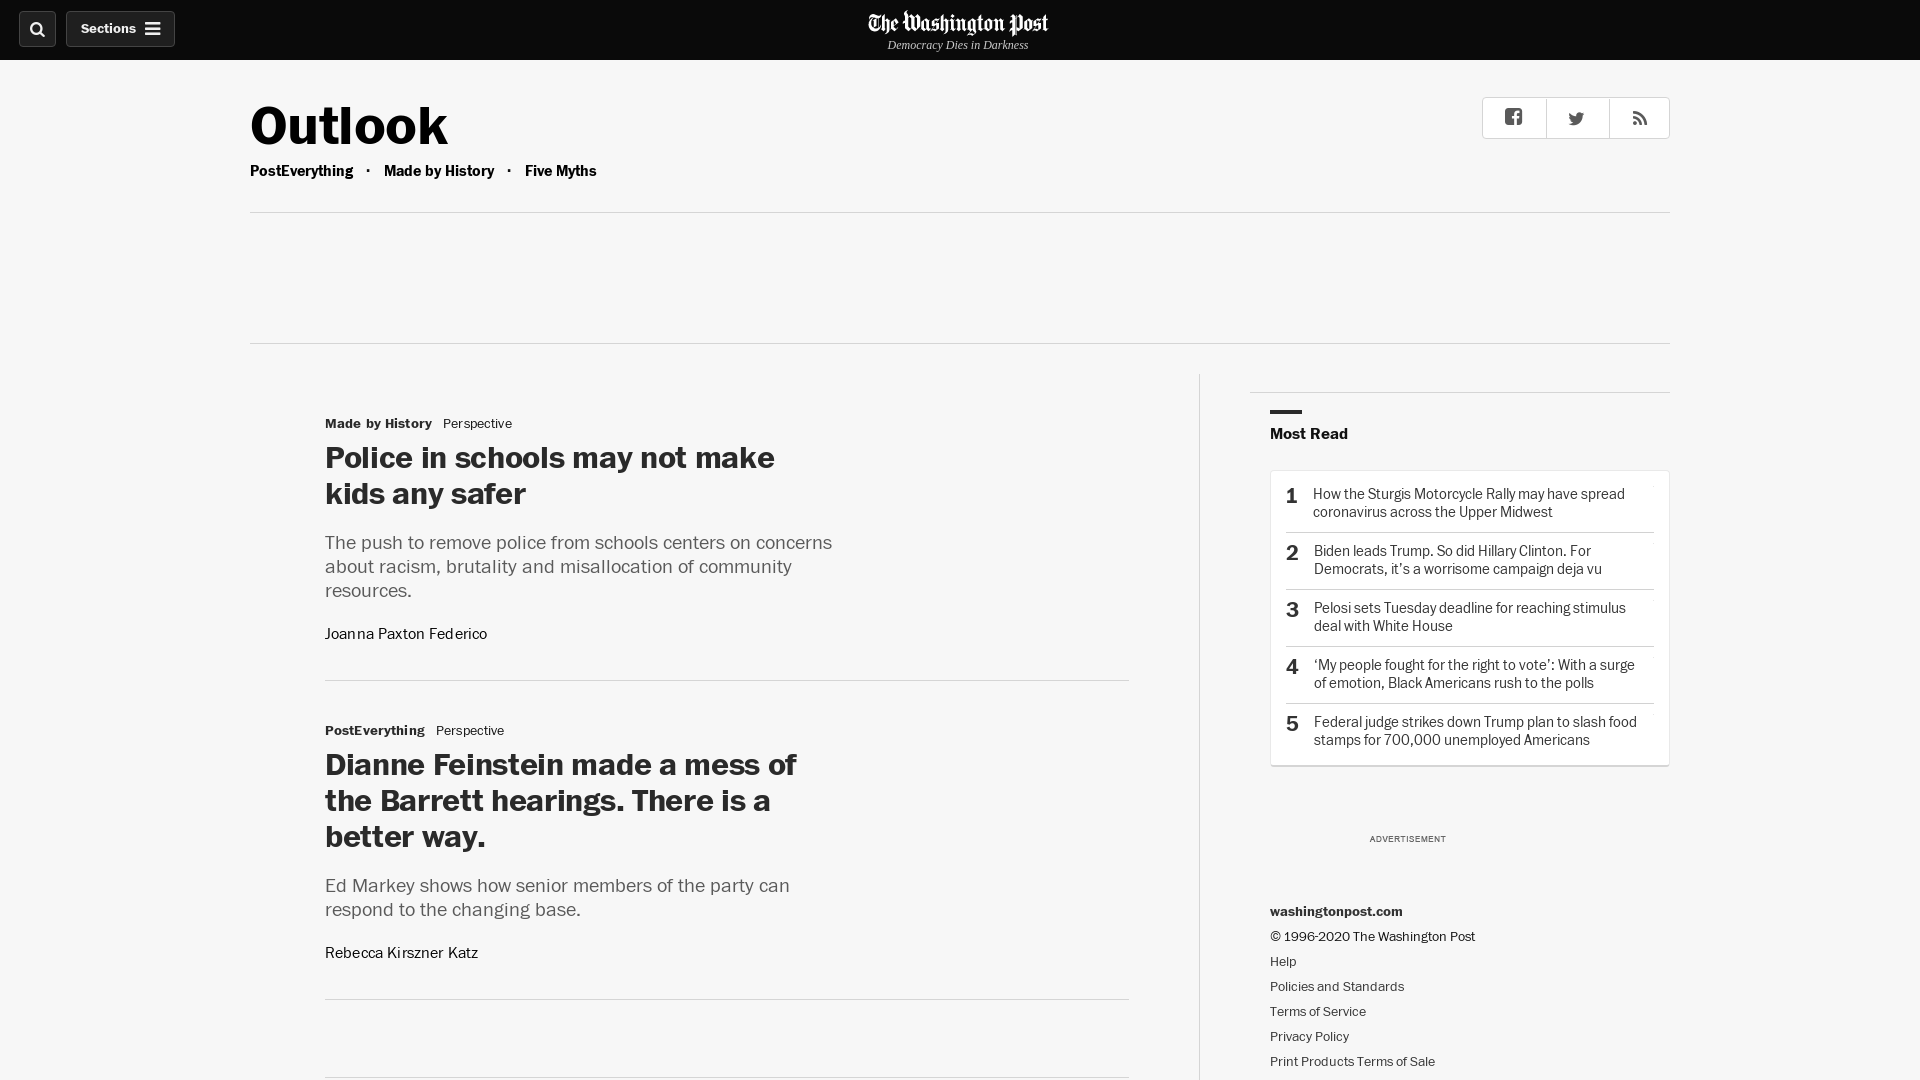 Sections
The Washington Post
Democracy Dies in Darkness
Outlook
PostEverything · Made by History · Five Myths
Made by History Perspective
Police in schools may not make
kids any safer
The push to remove police from schools centers on concerns
about racism, brutality and misallocation of community
resources.
Joanna Paxton Federico
PostEverything Perspective
Dianne Feinstein made a mess of
the Barrett hearings. There is a
better way.
Ed Markey shows how senior members of the party can
respond to the changing base.
Rebecca Kirszner Katz
Most Read
1 How the Sturgis Motorcycle Rally may have spread
coronavirus across the Upper Midwest
2 Biden leads Trump. So did Hillary Clinton. For
Democrats, it’s a worrisome campaign deja vu
3 Pelosi sets Tuesday deadline for reaching stimulus
deal with White House
4 ‘My people fought for the right to vote’: With a surge
of emotion, Black Americans rush to the polls
5 Federal judge strikes down Trump plan to slash food
stamps for 700,000 unemployed Americans
ADVERTISEMENT
washingtonpost.com
© 1996-2020 The Washington Post
Help
Policies and Standards
Terms of Service
Privacy Policy
Print Products Terms of Sale